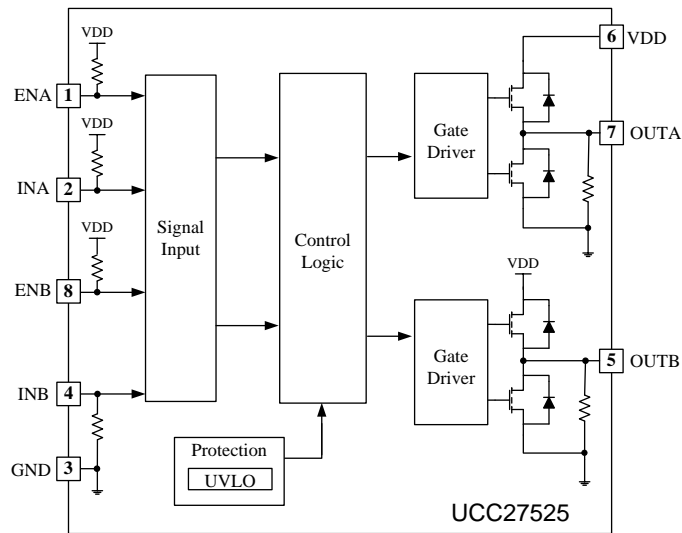 VDD
6 VDD
ENA 1
VDD
Gate
Driver
7 OUTA
INA 2
Signal
Input
Control
Logic
VDD
ENB 8
VDD
Gate
Driver
5 OUTB
INB 4
Protection
UVLO
GND 3
UCC27525